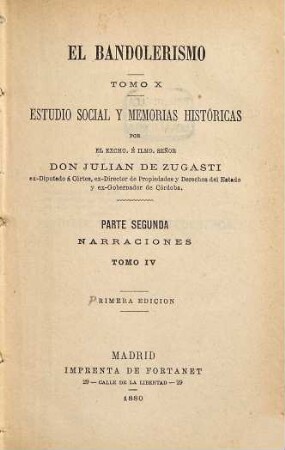 EL BANDOLERISMO
TOMO X
ESTUDIO SOCIAL Y MEMORIAS HISTÓRICAS
POR
EL EXCMO. É ILMO. SEÑOR
DON JULIAN DE ZUGASTI
ex-Diputado á Córtes, ex-Director de Propiedades y Derechos del Estado
y ex-Gobernador de Córdoba.
PARTE SEGUNDA
NARRACIONES
TOMO IV
PRIMERA EDICION
MADRID
IMPRENTA DE FORTANET
29 — CALLE DE LA LIBERTAD — 29
1880